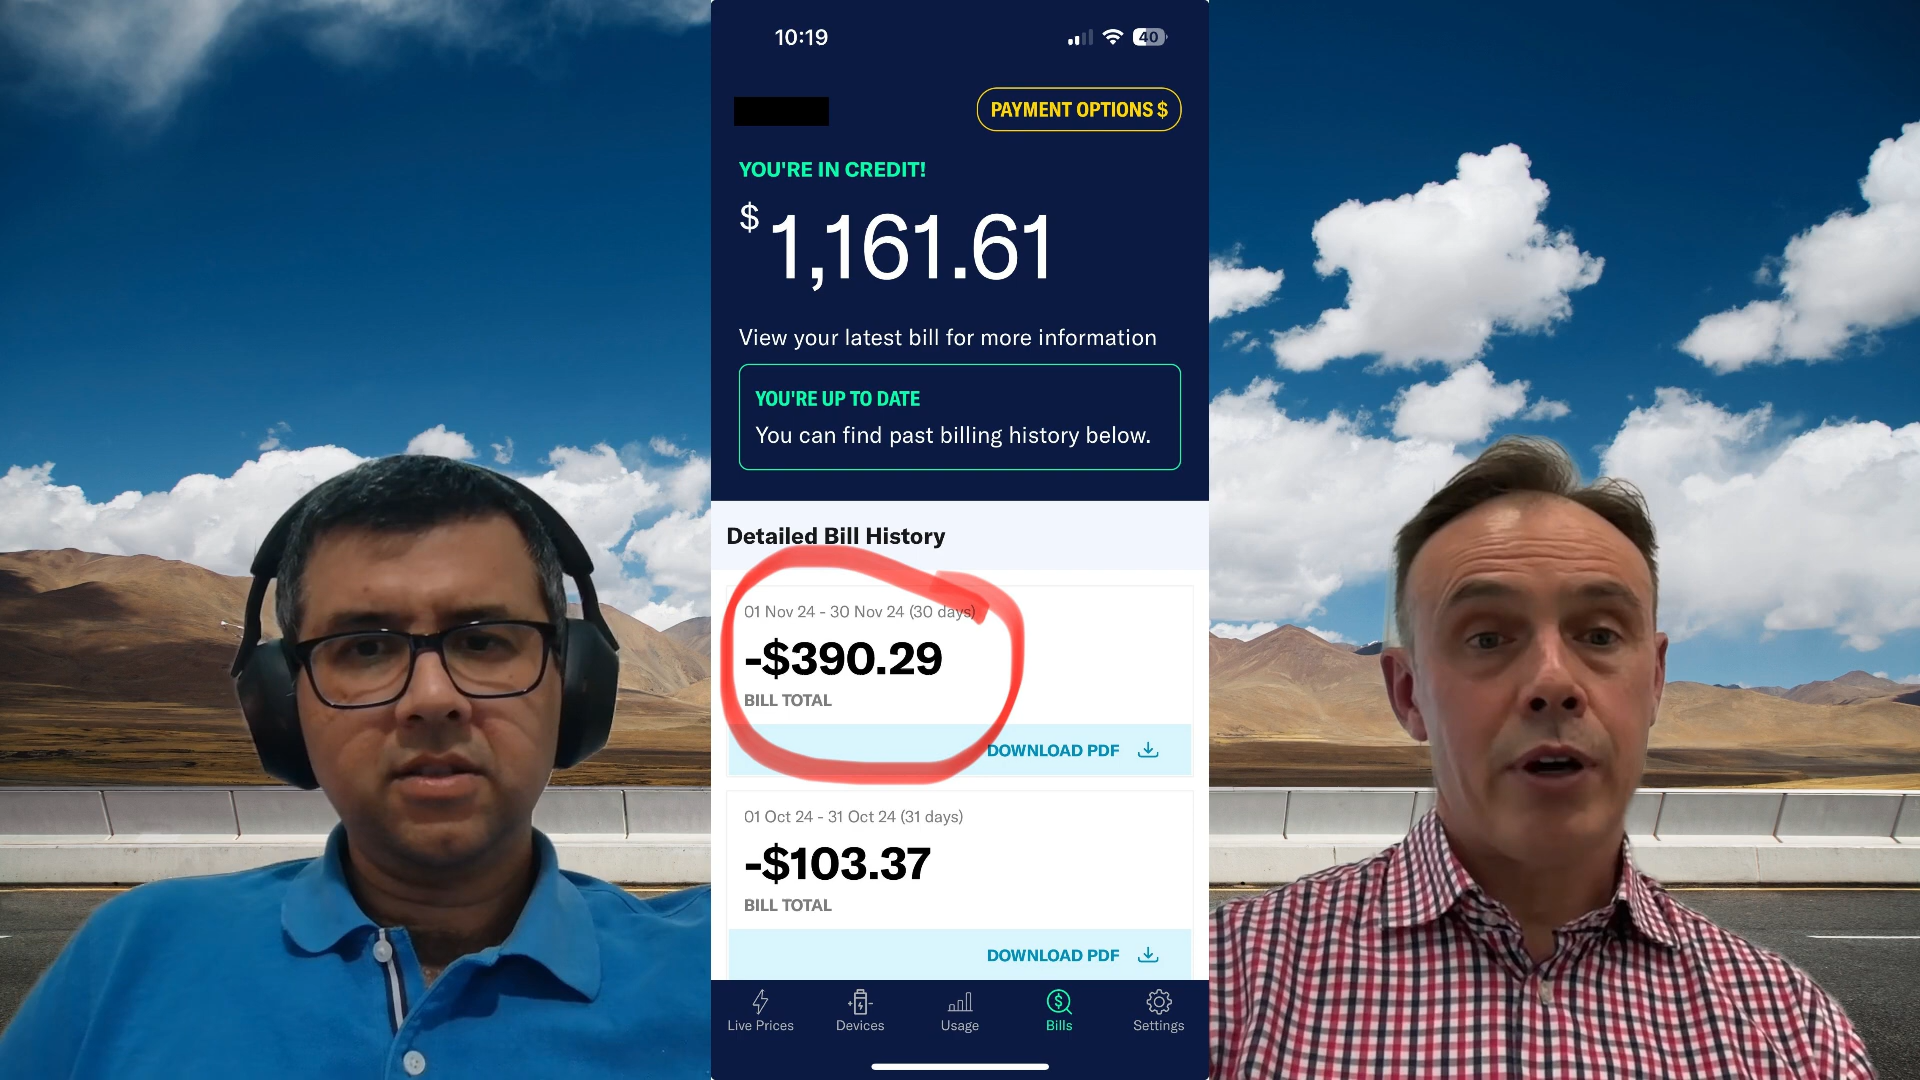 10:19
40
PAYMENT OPTIONS $
YOU'RE IN CREDIT!
$1,161.61
View your latest bill for more information
YOU'RE UP TO DATE
You can find past billing history below.
Detailed Bill History
01 Nov 24 - 30 Nov 24 (30 days)
-$390.29
BILL TOTAL
DOWNLOAD PDF
01 Oct 24 - 31 Oct 24 (31 days)
-$103.37
BILL TOTAL
DOWNLOAD PDF
Live Prices Devices Usage Bills Settings